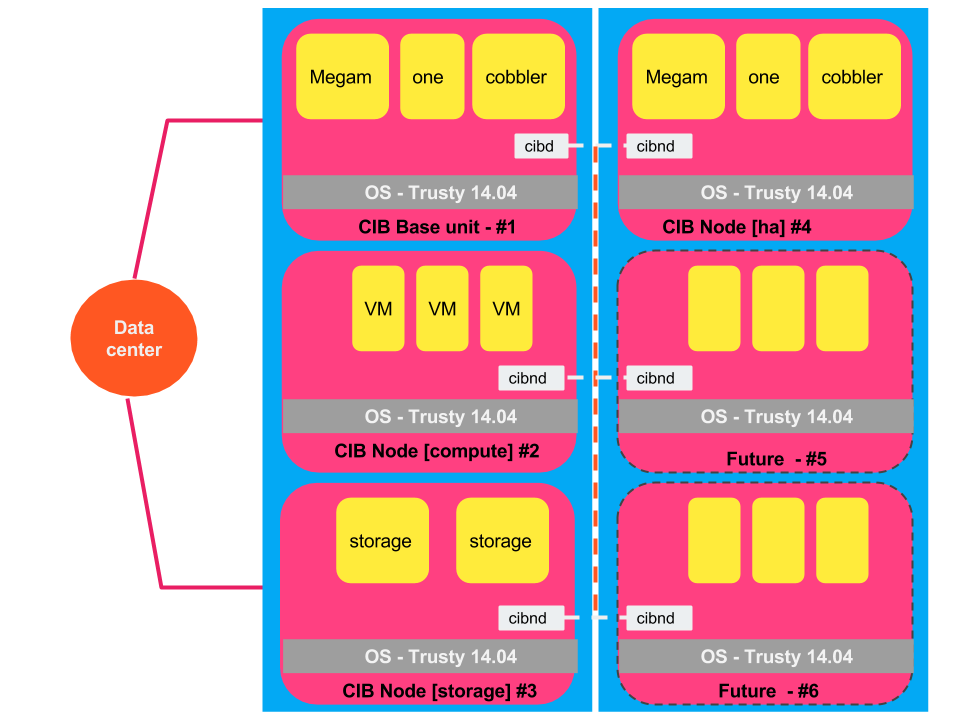 Data
center
Megam
one
cobbler
cibd
OS - Trusty 14.04
CIB Base unit - #1
VM
VM
VM
cibnd
OS - Trusty 14.04
CIB Node [compute] #2
storage
storage
cibnd
OS - Trusty 14.04
CIB Node [storage] #3
Megam
one
cobbler
cibnd
OS - Trusty 14.04
CIB Node [ha] #4
cibnd
OS - Trusty 14.04
Future - #5
cibnd
OS - Trusty 14.04
Future - #6